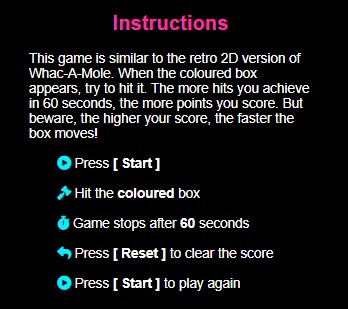 Instructions
This game is similar to the retro 2D version of
Whac-A-Mole. When the coloured box
appears, try to hit it. The more hits you achieve
in 60 seconds, the more points you score. But
beware, the higher your score, the faster the
box moves!
Press [ Start ]
Hit the coloured box
Game stops after 60 seconds
Press [ Reset ] to clear the score
Press [ Start ] to play again